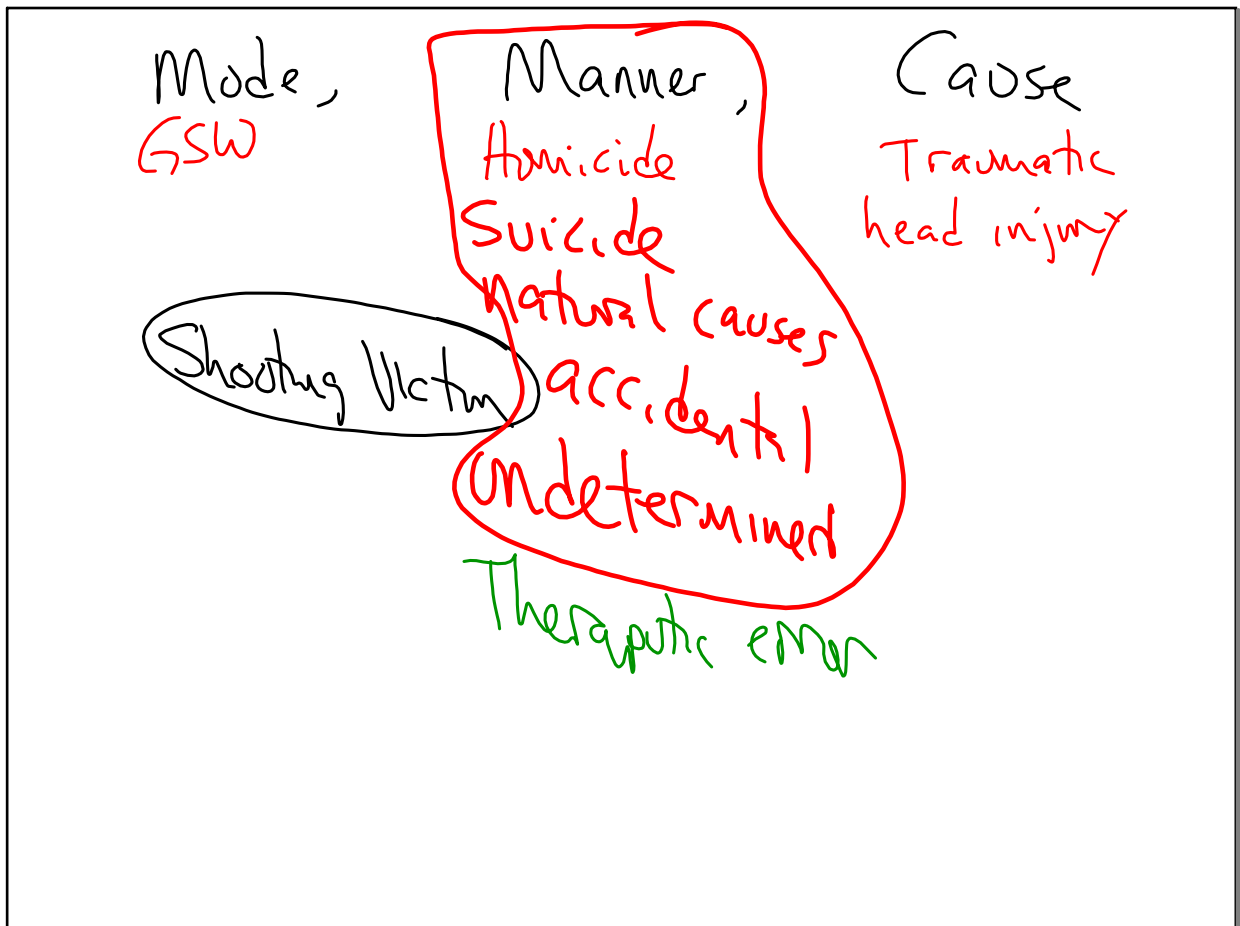 Mode, Manner, Cause
GSW
Homicide
Suicide
natural causes
accidental
undetermined
Traumatic
head injury
Shooting Victim
Theraputic error